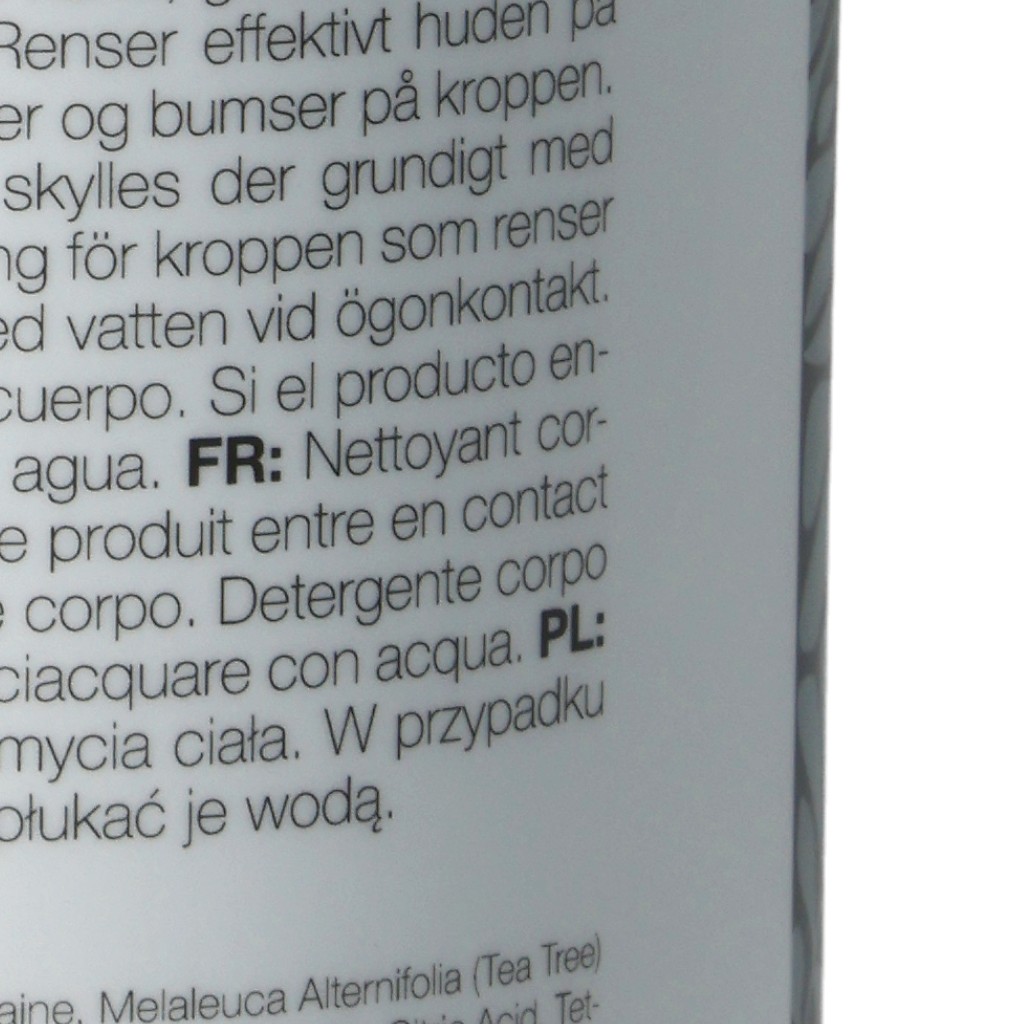 Renser effektivt huden på
er og bumser på kroppen.
skylles der grundigt med
ng för kroppen som renser
ed vatten vid ögonkontakt.
cuerpo. Si el producto en-
agua. FR: Nettoyant cor-
e produit entre en contact
e corpo. Detergente corpo
ciacquare con acqua. PL:
mycia ciała. W przypadku
płukać je wodą.
aine, Melaleuca Alternifolia (Tea Tree)
Acid, Tet-